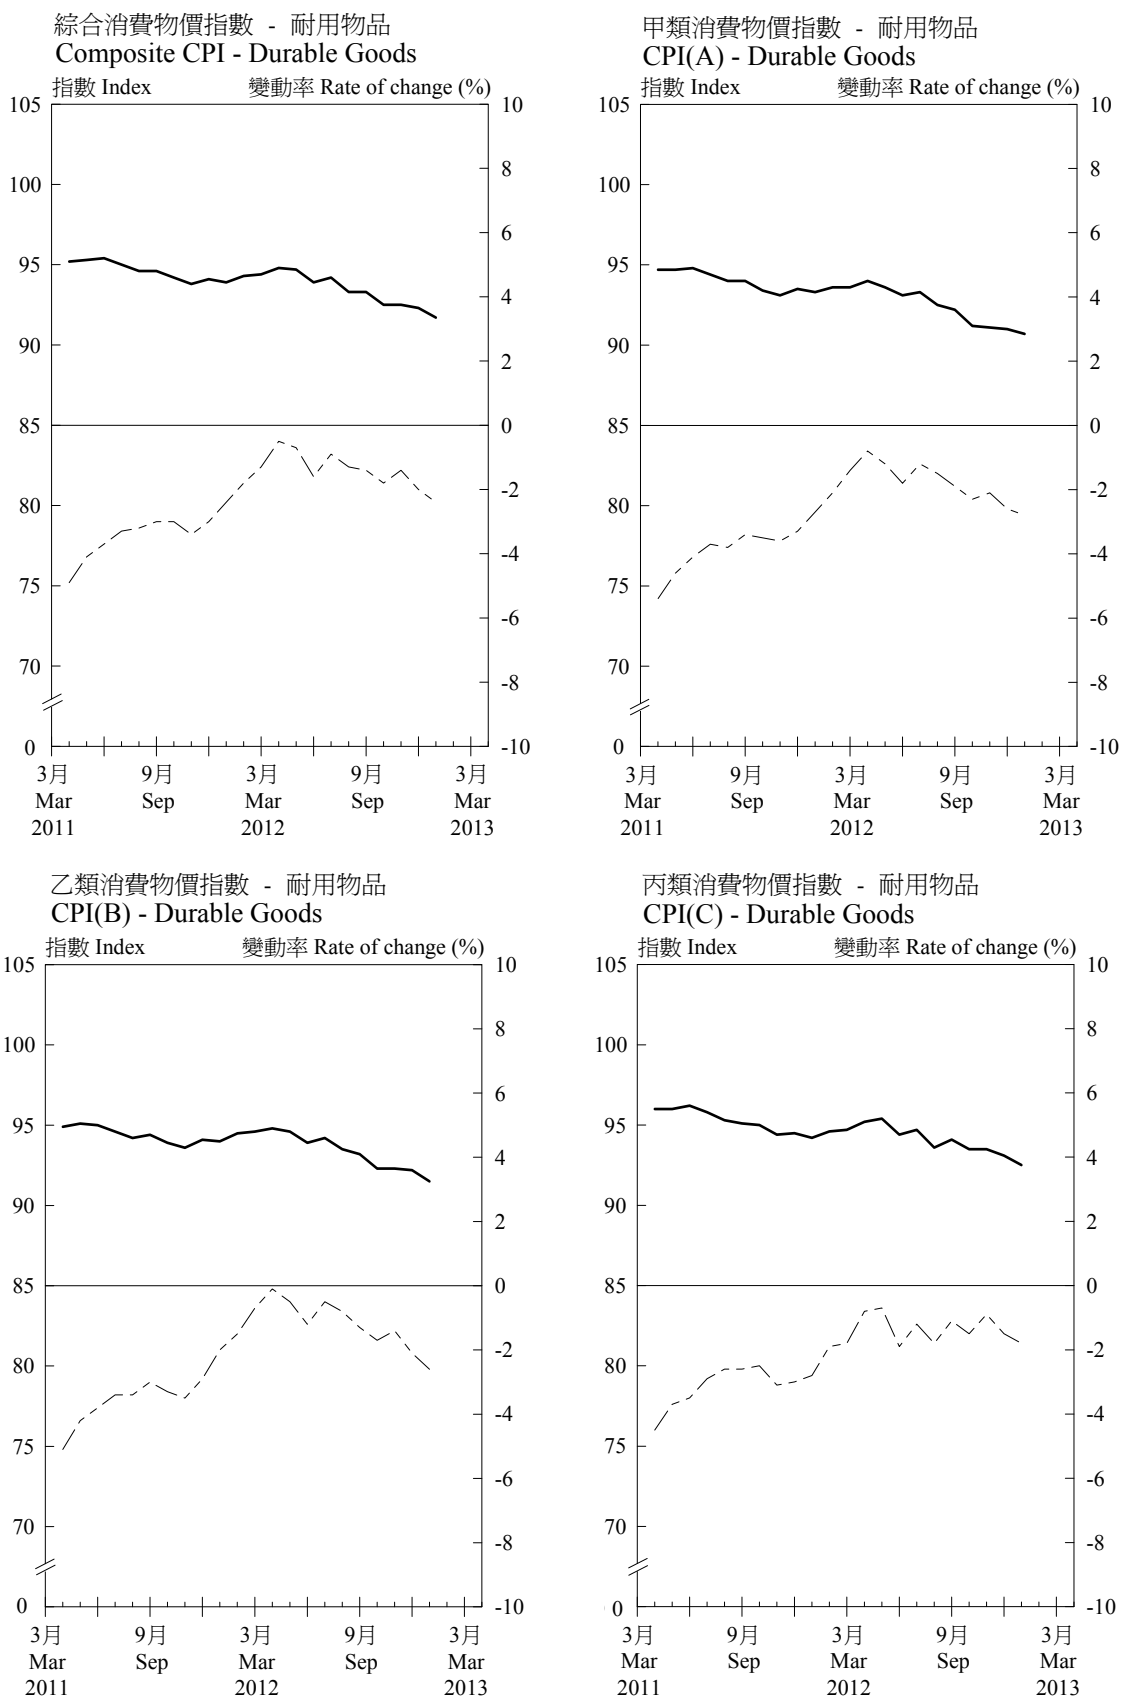 綜合消費物價指數 - 耐用物品
Composite CPI - Durable Goods
指數 Index 變動率 Rate of change (%)
105 10
8
100
6
95
4
90
2
85 0
80 -2
-4
75
-6
70
-8
0 -10
3月 9月 3月 9月 3月
Mar Sep Mar Sep Mar
2011 2012 2013
甲類消費物價指數 - 耐用物品
CPI(A) - Durable Goods
指數 Index 變動率 Rate of change (%)
105 10
8
100
6
95
4
90
2
85 0
80 -2
-4
75
-6
70
-8
0 -10
3月 9月 3月 9月 3月
Mar Sep Mar Sep Mar
2011 2012 2013
乙類消費物價指數 - 耐用物品
CPI(B) - Durable Goods
指數 Index 變動率 Rate of change (%)
105 10
8
100
6
95
4
90
2
85 0
80 -2
-4
75
-6
70
-8
0 -10
3月 9月 3月 9月 3月
Mar Sep Mar Sep Mar
2011 2012 2013
丙類消費物價指數 - 耐用物品
CPI(C) - Durable Goods
指數 Index 變動率 Rate of change (%)
105 10
8
100
6
95
4
90
2
85 0
80 -2
-4
75
-6
70
-8
0 -10
3月 9月 3月 9月 3月
Mar Sep Mar Sep Mar
2011 2012 2013